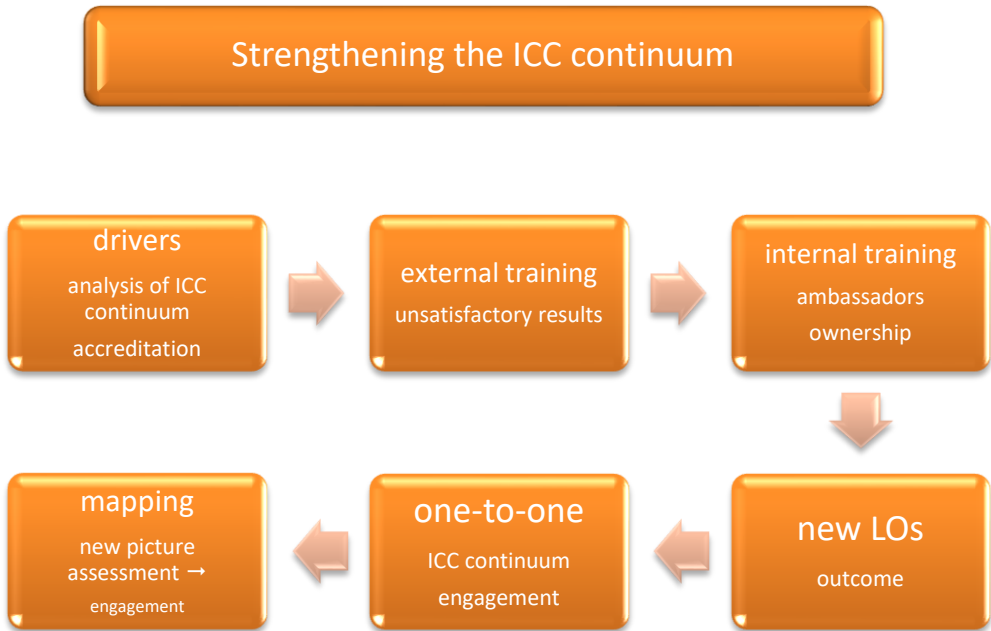 Strengthening the ICC continuum
drivers
analysis of ICC
continuum
accreditation
external training
unsatisfactory results
internal training
ambassadors
ownership
new LOs
outcome
one-to-one
ICC continuum
engagement
mapping
new picture
assessment →
engagement